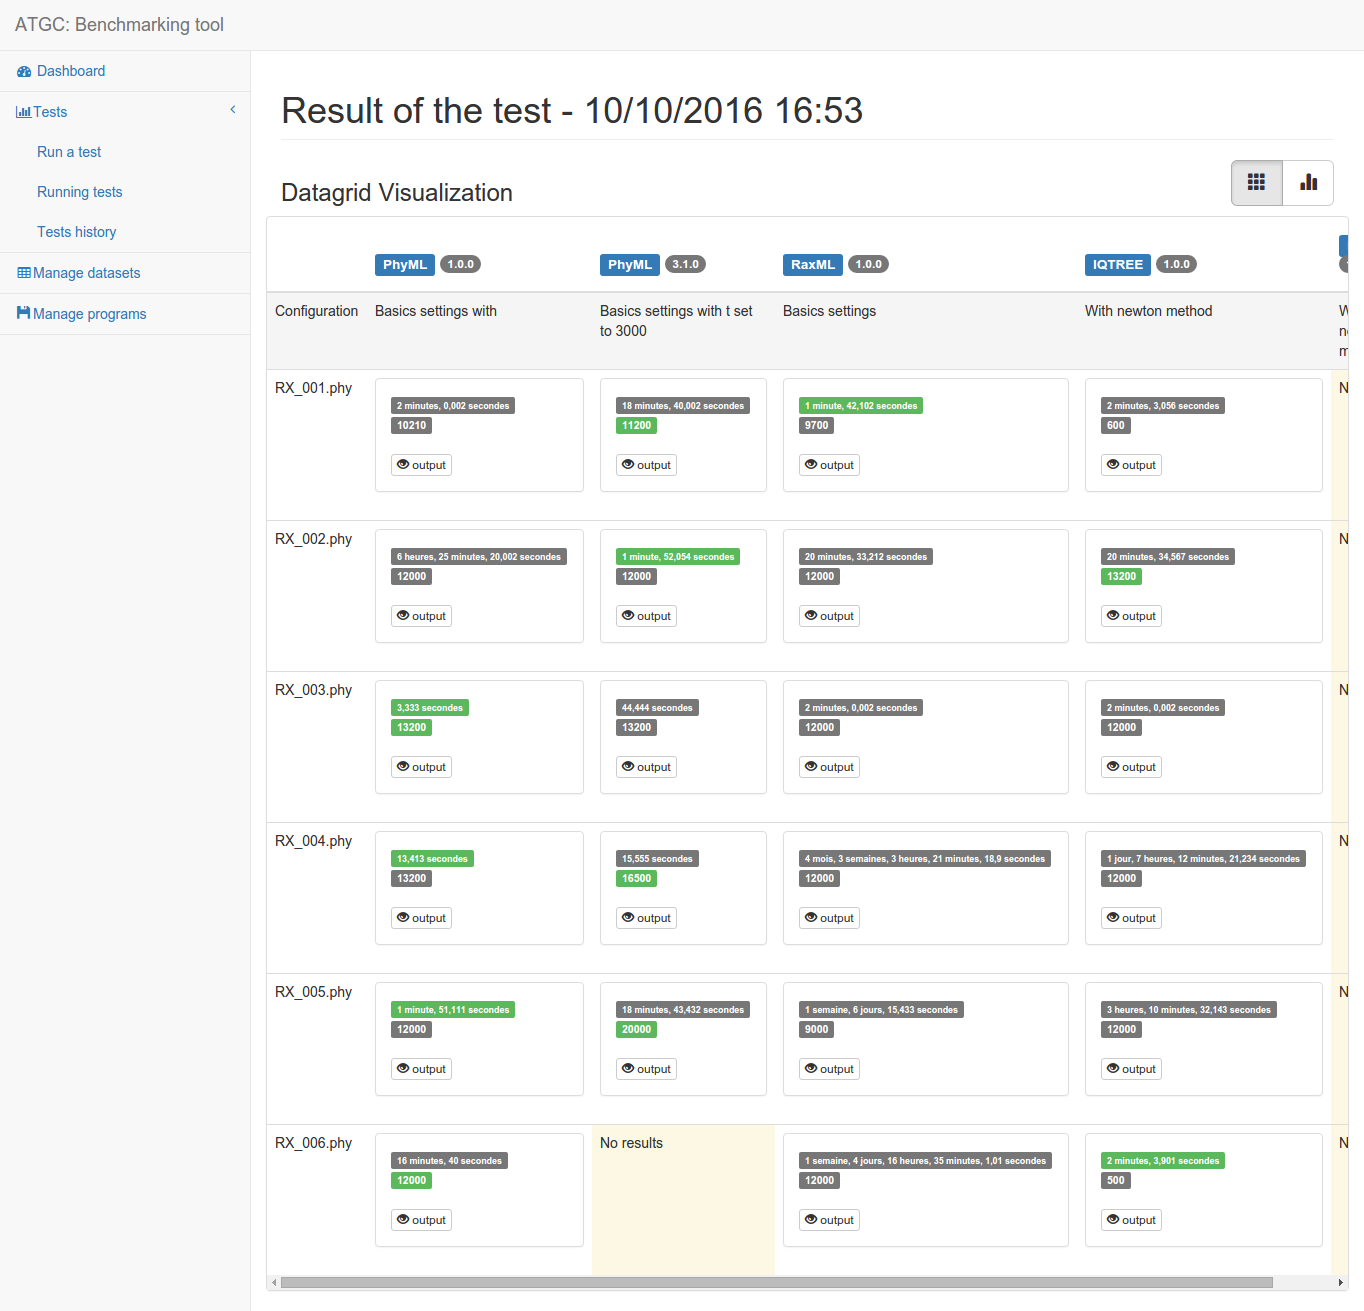 ATGC: Benchmarking tool
Dashboard
Tests
Run a test
Running tests
Tests history
Manage datasets
Manage programs
Result of the test - 10/10/2016 16:53
Datagrid Visualization
PhyML 1.0.0 PhyML 3.1.0 RaxML 1.0.0 IQTREE 1.0.0
Configuration Basics settings with Basics settings with t set to 3000 Basics settings With newton method
RX_001.phy
2 minutes, 0,002 secondes
10210
output
18 minutes, 40,002 secondes
11200
output
1 minute, 42,102 secondes
9700
output
2 minutes, 3,056 secondes
600
output
RX_002.phy
6 heures, 25 minutes, 20,002 secondes
12000
output
1 minute, 52,054 secondes
12000
output
20 minutes, 33,212 secondes
12000
output
20 minutes, 34,567 secondes
13200
output
RX_003.phy
3,333 secondes
13200
output
44,444 secondes
13200
output
2 minutes, 0,002 secondes
12000
output
2 minutes, 0,002 secondes
12000
output
RX_004.phy
13,413 secondes
13200
output
15,555 secondes
16500
output
4 mois, 3 semaines, 3 heures, 21 minutes, 18,9 secondes
12000
output
1 jour, 7 heures, 12 minutes, 21,234 secondes
12000
output
RX_005.phy
1 minute, 51,111 secondes
12000
output
18 minutes, 43,432 secondes
20000
output
1 semaine, 6 jours, 15,433 secondes
9000
output
3 heures, 10 minutes, 32,143 secondes
12000
output
RX_006.phy
16 minutes, 40 secondes
12000
output
No results
1 semaine, 4 jours, 16 heures, 35 minutes, 1,01 secondes
12000
output
2 minutes, 3,901 secondes
500
output